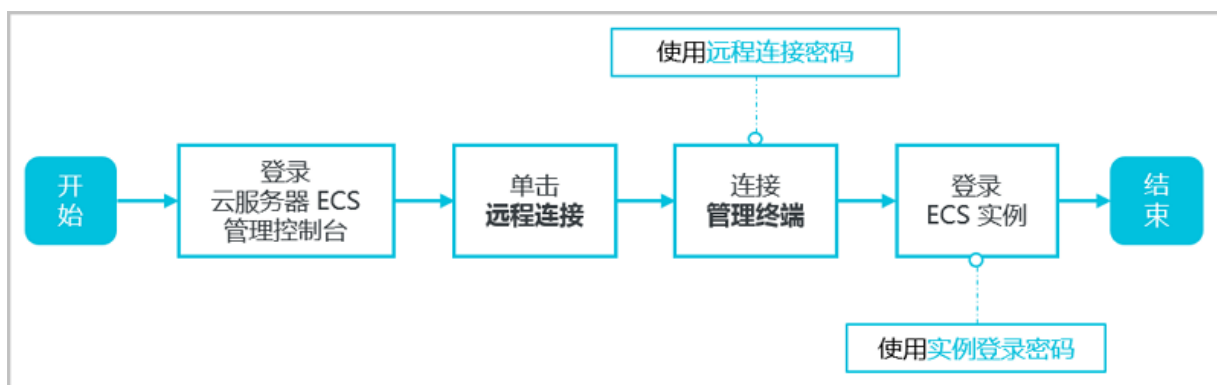 使用远程连接密码
开
始
登录
云服务器 ECS
管理控制台
单击
远程连接
连接
管理终端
登录
ECS 实例
结
束
使用实例登录密码